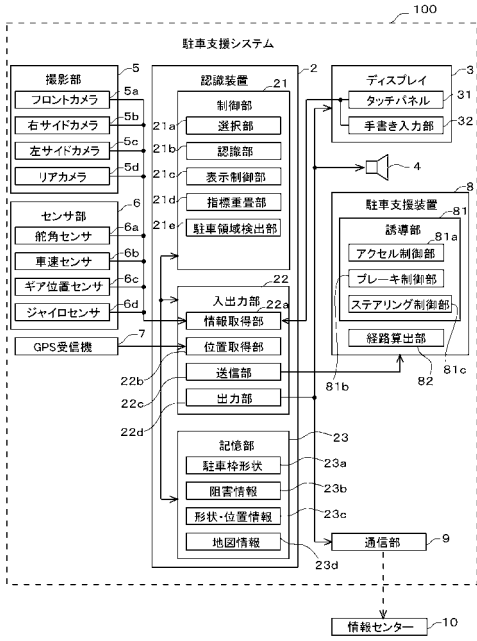 100
駐車支援システム
撮影部
5
フロントカメラ
5a
右サイドカメラ
5b
左サイドカメラ
5c
リアカメラ
5d
センサ部
6
舵角センサ
6a
車速センサ
6b
ギア位置センサ
6c
ジャイロセンサ
6d
GPS受信機
7
認識装置
2
制御部
21
21a
選択部
21b
認識部
21c
表示制御部
21d
指標重畳部
21e
駐車領域検出部
入出力部
22
22a
情報取得部
位置取得部
22b
送信部
22c
出力部
22d
記憶部
23
駐車枠形状
23a
阻害情報
23b
形状・位置情報
23c
地図情報
23d
ディスプレイ
3
タッチパネル
31
手書き入力部
32
4
8
駐車支援装置
81
誘導部
81a
アクセル制御部
ブレーキ制御部
ステアリング制御部
経路算出部
81b
82
81c
通信部
9
情報センター
10